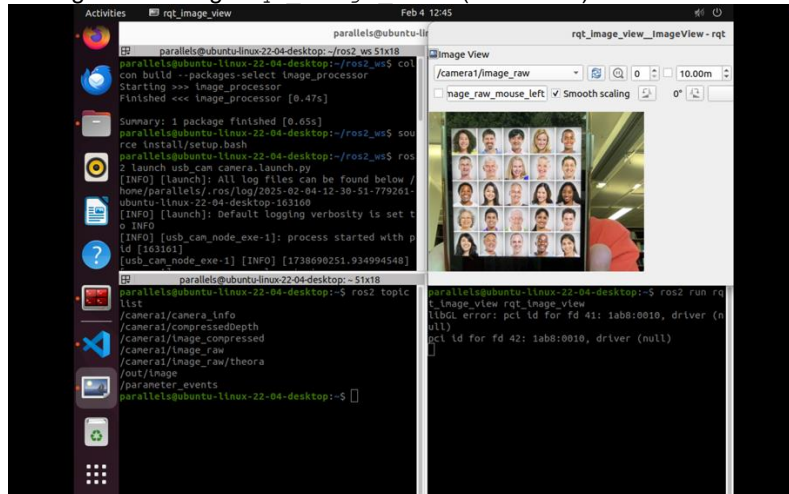 Activities
rqt_image_view
Feb 4 12:45
parallels@ubuntu-lin
parallels@ubuntu-linux-22-04-desktop: ~/ros2_ws 51x18
parallels@ubuntu-linux-22-04-desktop:~/ros2_ws$ col
con build --packages-select image_processor
Starting >>> image_processor
Finished <<< image_processor [0.47s]
Summary: 1 package finished [0.65s]
parallels@ubuntu-linux-22-04-desktop:~/ros2_ws$ sou
rce install/setup.bash
parallels@ubuntu-linux-22-04-desktop:~/ros2_ws$ ros
2 launch usb_cam camera.launch.py
[INFO] [launch]: All log files can be found below /
home/parallels/.ros/log/2025-02-04-12-30-51-779261-
ubuntu-linux-22-04-desktop-163160
[INFO] [launch]: Default logging verbosity is set t
o INFO
[INFO] [usb_cam_node_exe-1]: process started with p
id [163161]
[usb_cam_node_exe-1] [INFO] [1738690251.934994548]
rqt_image_view__ImageView - rqt
Image View
/camera1/image_raw
0
10.00m
mage_raw_mouse_left
Smooth scaling
0°
parallels@ubuntu-linux-22-04-desktop: ~ 51x18
parallels@ubuntu-linux-22-04-desktop:~$ ros2 topic
list
/camera1/camera_info
/camera1/compressedDepth
/camera1/image_compressed
/camera1/image_raw
/camera1/image_raw/theora
/out/image
/parameter_events
parallels@ubuntu-linux-22-04-desktop:~$
parallels@ubuntu-linux-22-04-desktop:~$ ros2 run rq
t_image_view rqt_image_view
libGL error: pci id for fd 41: 1ab8:0010, driver (n
ull)
pci id for fd 42: 1ab8:0010, driver (null)